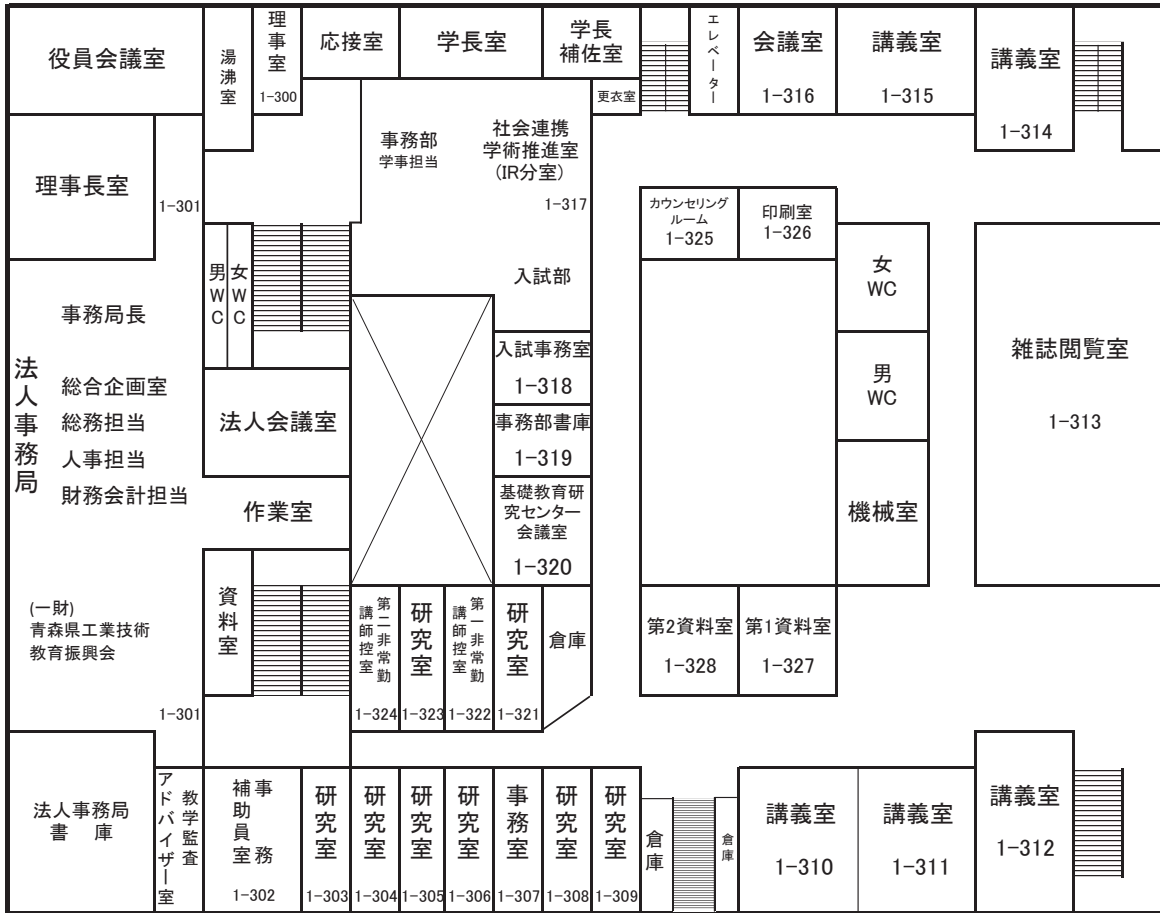 役員会議室
湯沸室
理事室
1-300
応接室
学長室
学長
補佐室
更衣室
エレベーター
会議室
1-316
講義室
1-315
講義室
1-314
理事長室
1-301
事務部
学事担当
社会連携
学術推進室
(IR分室)
1-317
入試部
カウンセリング
ルーム
1-325
印刷室
1-326
男WC
女WC
女
WC
男
WC
機械室
雑誌閲覧室
1-313
法人事務局
事務局長
総合企画室
総務担当
人事担当
財務会計担当
法人会議室
作業室
入試事務室
1-318
事務部書庫
1-319
基礎教育研
究センター
会議室
1-320
(一財)
青森県工業技術
教育振興会
1-301
資料室
第二非常勤
講師控室
1-324
研究室
1-323
第一非常勤
講師控室
1-322
研究室
1-321
倉庫
第2資料室
1-328
第1資料室
1-327
法人事務局
書庫
教学監査
アドバイザー室
事務
補助員室
1-302
研究室
1-303
研究室
1-304
研究室
1-305
研究室
1-306
事務室
1-307
研究室
1-308
研究室
1-309
倉庫
倉庫
講義室
1-310
講義室
1-311
講義室
1-312